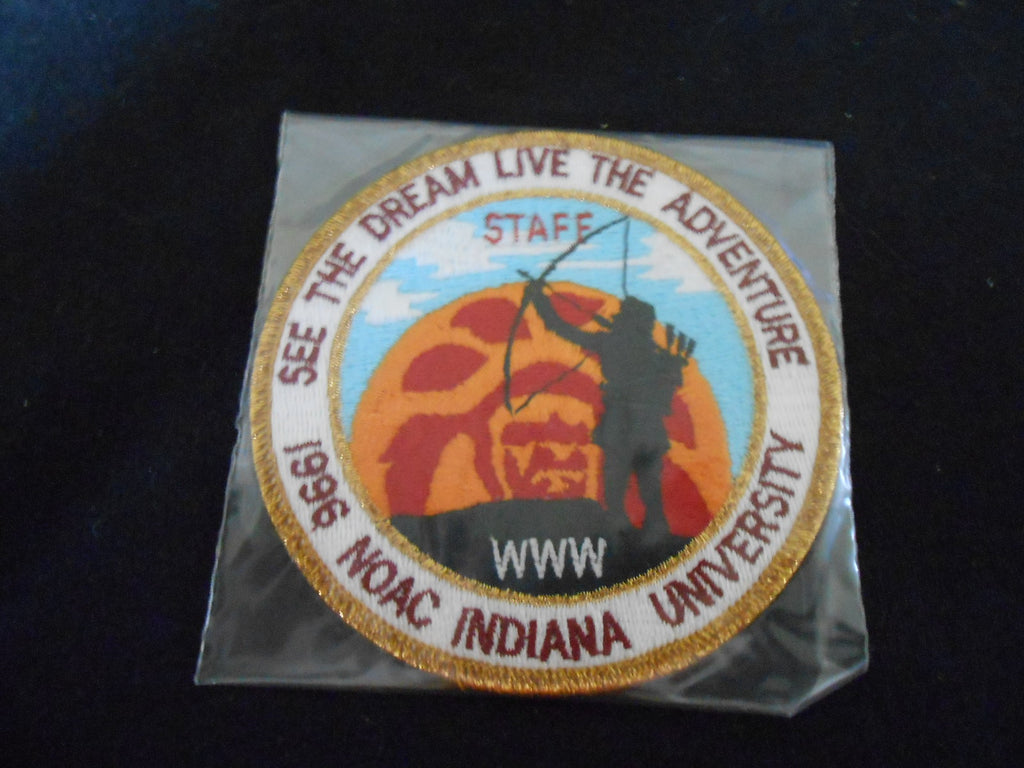 SEE THE DREAM LIVE THE ADVENTURE
STAFF
WWW
1996 NOAC INDIANA UNIVERSITY